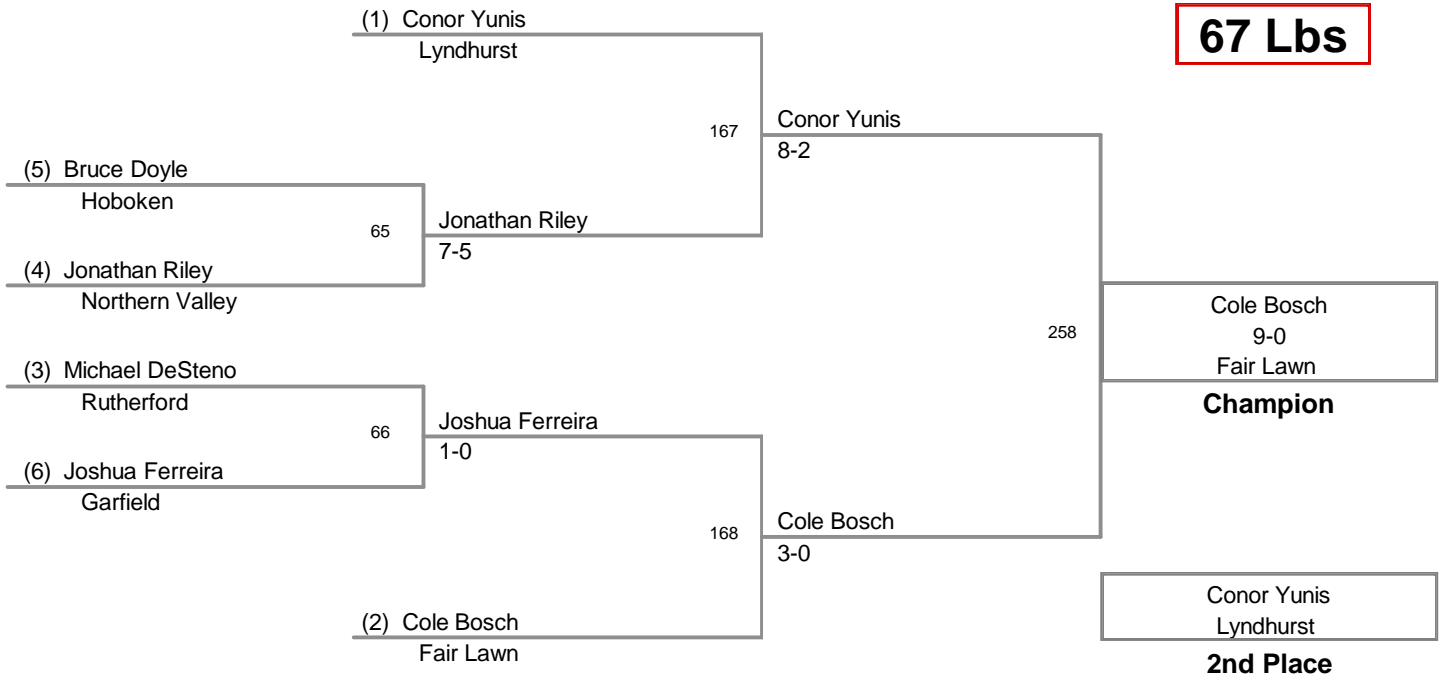 (1) Conor Yunis
Lyndhurst
67 Lbs
167
Conor Yunis
8-2
(5) Bruce Doyle
Hoboken
65
Jonathan Riley
7-5
(4) Jonathan Riley
Northern Valley
258
Cole Bosch
9-0
Fair Lawn
Champion
(3) Michael DeSteno
Rutherford
66
Joshua Ferreira
1-0
(6) Joshua Ferreira
Garfield
168
Cole Bosch
3-0
(2) Cole Bosch
Fair Lawn
Conor Yunis
Lyndhurst
2nd Place